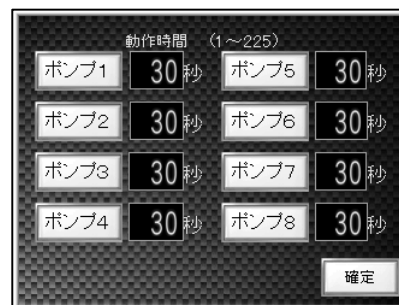 動作時間 (1～225)
ポンプ1 30秒 ポンプ5 30秒
ポンプ2 30秒 ポンプ6 30秒
ポンプ3 30秒 ポンプ7 30秒
ポンプ4 30秒 ポンプ8 30秒
確定